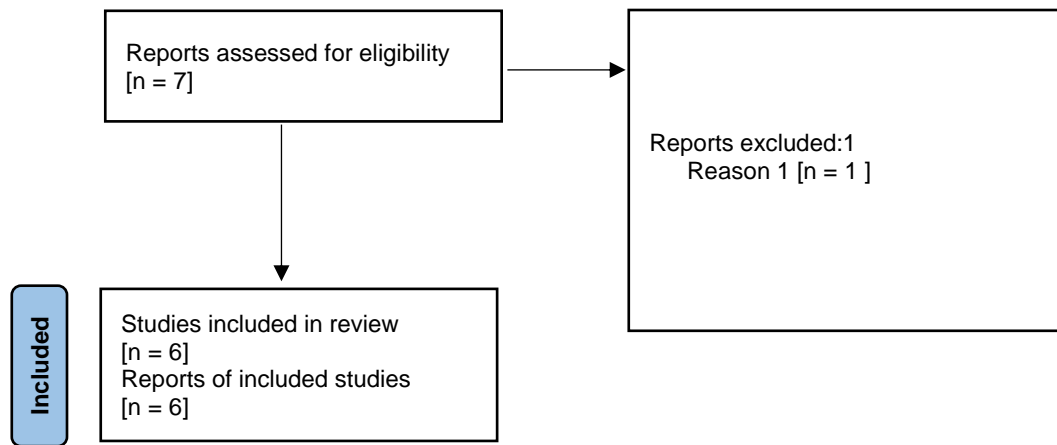 Reports assessed for eligibility
[n = 7]
Reports excluded:1
Reason 1 [n = 1 ]
Included
Studies included in review
[n = 6]
Reports of included studies
[n = 6]